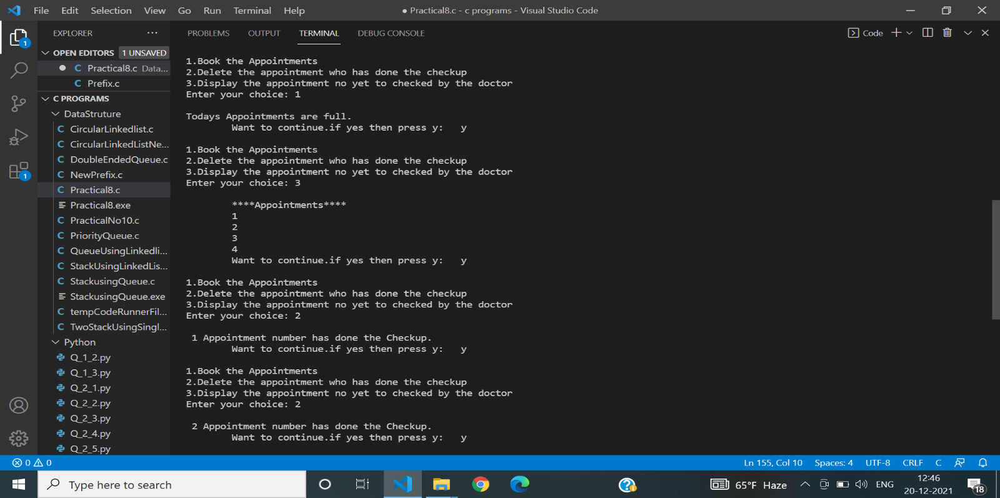 File Edit Selection View Go Run Terminal Help
● Practical8.c - c programs - Visual Studio Code
EXPLORER ...
PROBLEMS OUTPUT TERMINAL DEBUG CONSOLE
Code
OPEN EDITORS 1 UNSAVED
● C Practical8.c Data...
C Prefix.c
C PROGRAMS
DataStruture
C CircularLinkedlist.c
C CircularLinkedListNe...
C DoubleEndedQueue.c
C NewPrefix.c
C Practical8.c
Practical8.exe
C PracticalNo10.c
C PriorityQueue.c
C QueueUsingLinkedli...
C StackUsingLinkedLis...
C StackusingQueue.c
StackusingQueue.exe
C tempCodeRunnerFil...
C TwoStackUsingSingl...
Python
Q_1_2.py
Q_1_3.py
Q_2_1.py
Q_2_2.py
Q_2_3.py
Q_2_4.py
Q_2_5.py
1
1
1.Book the Appointments
2.Delete the appointment who has done the checkup
3.Display the appointment no yet to checked by the doctor
Enter your choice: 1
Todays Appointments are full.
Want to continue.if yes then press y: y
1.Book the Appointments
2.Delete the appointment who has done the checkup
3.Display the appointment no yet to checked by the doctor
Enter your choice: 3
****Appointments****
1
2
3
4
Want to continue.if yes then press y: y
1.Book the Appointments
2.Delete the appointment who has done the checkup
3.Display the appointment no yet to checked by the doctor
Enter your choice: 2
1 Appointment number has done the Checkup.
Want to continue.if yes then press y: y
1.Book the Appointments
2.Delete the appointment who has done the checkup
3.Display the appointment no yet to checked by the doctor
Enter your choice: 2
2 Appointment number has done the Checkup.
Want to continue.if yes then press y: y
0 0
Ln 155, Col 10 Spaces: 4 UTF-8 CRLF C
Type here to search
65°F Haze
ENG
12:46
20-12-2021
18